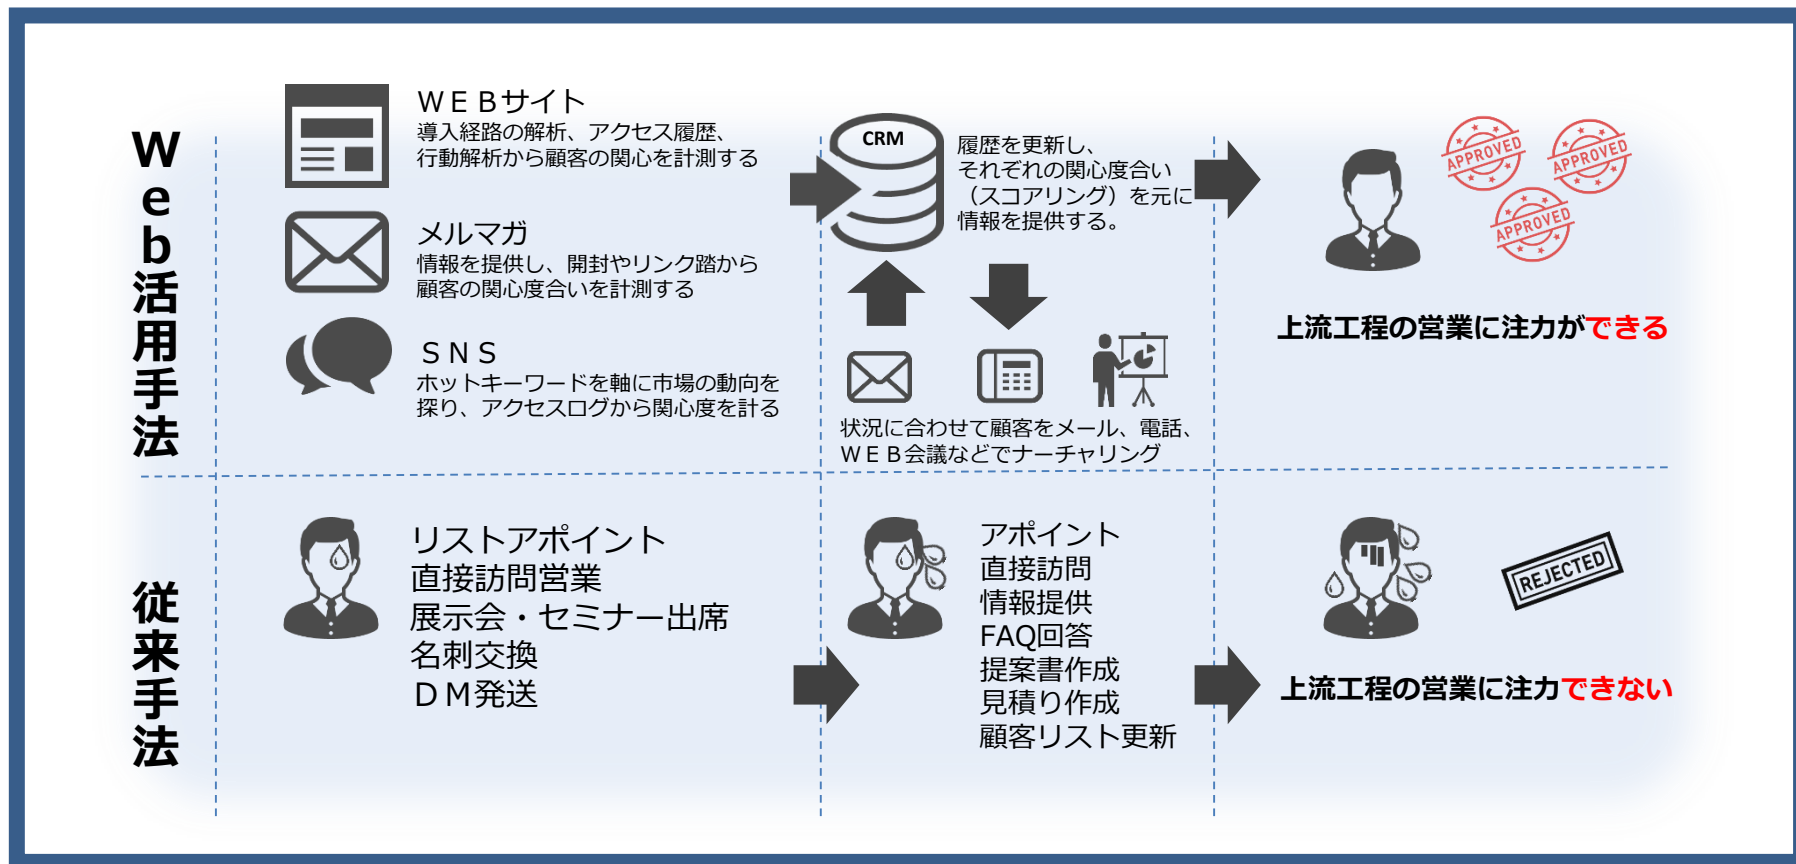 Web活用手法
ＷＥＢサイト
導入経路の解析、アクセス履歴、
行動解析から顧客の関心を計測する
メルマガ
情報を提供し、開封やリンク踏から
顧客の関心度合いを計測する
ＳＮＳ
ホットキーワードを軸に市場の動向を
探り、アクセスログから関心度を計る
CRM
履歴を更新し、
それぞれの関心度合い
（スコアリング）を元に
情報を提供する。
状況に合わせて顧客をメール、電話、
ＷＥＢ会議などでナーチャリング
APPROVED
APPROVED
APPROVED
上流工程の営業に注力ができる
従来手法
リストアポイント
直接訪問営業
展示会・セミナー出席
名刺交換
ＤＭ発送
アポイント
直接訪問
情報提供
FAQ回答
提案書作成
見積り作成
顧客リスト更新
REJECTED
上流工程の営業に注力できない